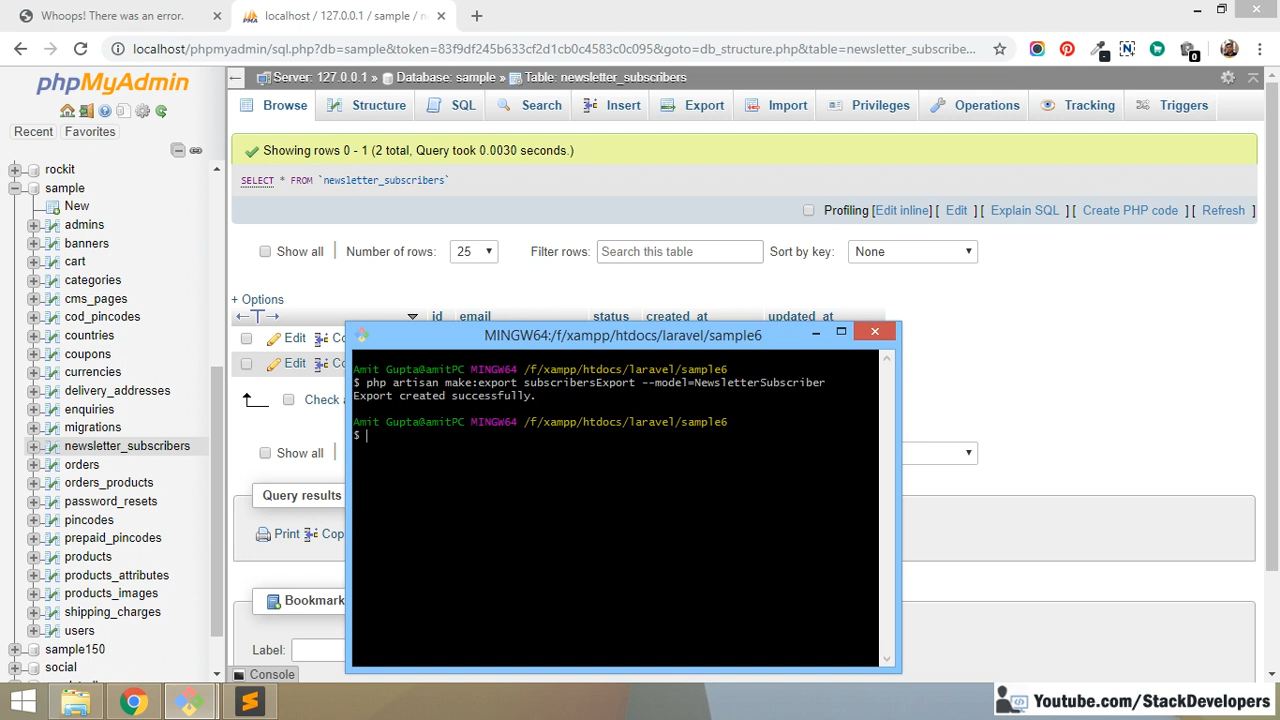 Whoops! There was an error.
localhost / 127.0.0.1 / sample / n
localhost/phpmyadmin/sql.php?db=sample&token=83f9df245b633cf2d1cb0c4583c0c095&goto=db_structure.php&table=newsletter_subscribe...
0
phpMyAdmin
Recent
Favorites
rockit
sample
New
admins
banners
cart
categories
cms_pages
cod_pincodes
countries
coupons
currencies
delivery_addresses
enquiries
migrations
newsletter_subscribers
orders
orders_products
password_resets
pincodes
prepaid_pincodes
products
products_attributes
products_images
shipping_charges
users
sample150
social
Server: 127.0.0.1 » Database: sample » Table: newsletter_subscribers
Browse Structure SQL Search Insert Export Import Privileges Operations Tracking Triggers
Showing rows 0 - 1 (2 total, Query took 0.0030 seconds.)
SELECT * FROM `newsletter_subscribers`
Profiling [Edit inline] [ Edit ] [ Explain SQL ] [ Create PHP code ] [ Refresh ]
Show all | Number of rows: 25 Filter rows: Search this table Sort by key: None
+ Options
←T→ id email status created_at updated_at
Edit Co
Edit Co
Check a
Show all
Query results
Print Cop
Bookmark
Label:
Console
MINGW64:/f/xampp/htdocs/laravel/sample6
Amit Gupta@amitPC MINGW64 /f/xampp/htdocs/laravel/sample6
$ php artisan make:export subscribersExport --model=NewsletterSubscriber
Export created successfully.
Amit Gupta@amitPC MINGW64 /f/xampp/htdocs/laravel/sample6
$
Youtube.com/StackDevelopers